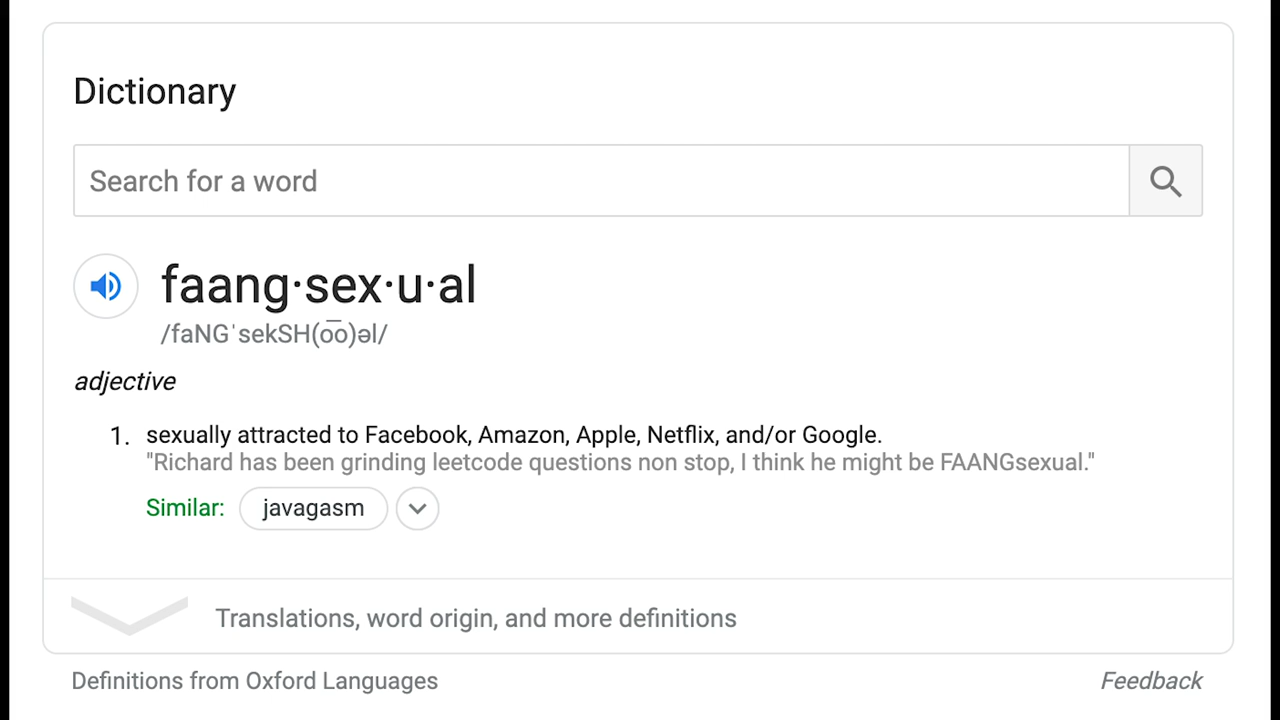 Dictionary
Search for a word
faang·sex·u·al
/faNGˈsekSH(o͞o)əl/
adjective
1. sexually attracted to Facebook, Amazon, Apple, Netflix, and/or Google.
"Richard has been grinding leetcode questions non stop, I think he might be FAANGsexual."
Similar: javagasm
Translations, word origin, and more definitions
Definitions from Oxford Languages
Feedback